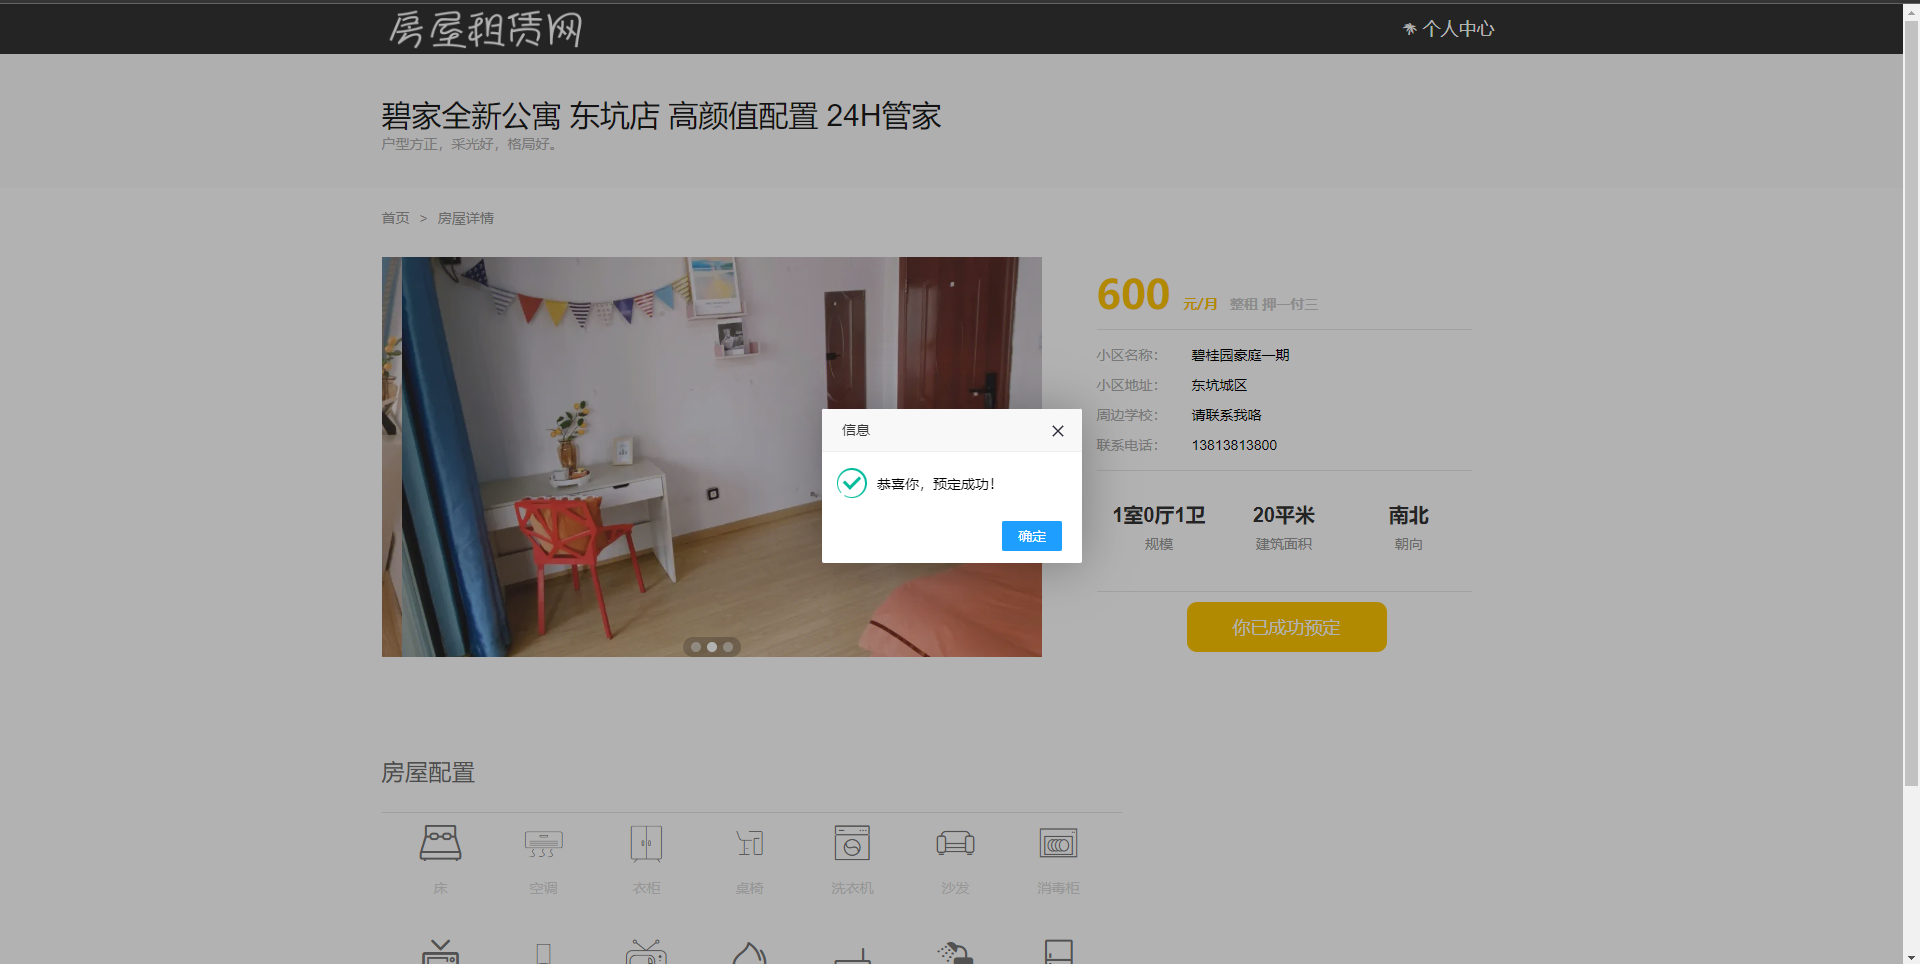 房屋租赁网
个人中心
碧家全新公寓 东坑店 高颜值配置 24H管家
户型方正，采光好，格局好。
首页 > 房屋详情
600 元/月 整租 押一付三
小区名称： 碧桂园豪庭一期
小区地址： 东坑城区
周边学校： 请联系我咯
联系电话： 13813813800
信息
恭喜你，预定成功！
确定
1室0厅1卫 20平米 南北
规模 建筑面积 朝向
你已成功预定
房屋配置
床 空调 衣柜 桌椅 洗衣机 沙发 消毒柜